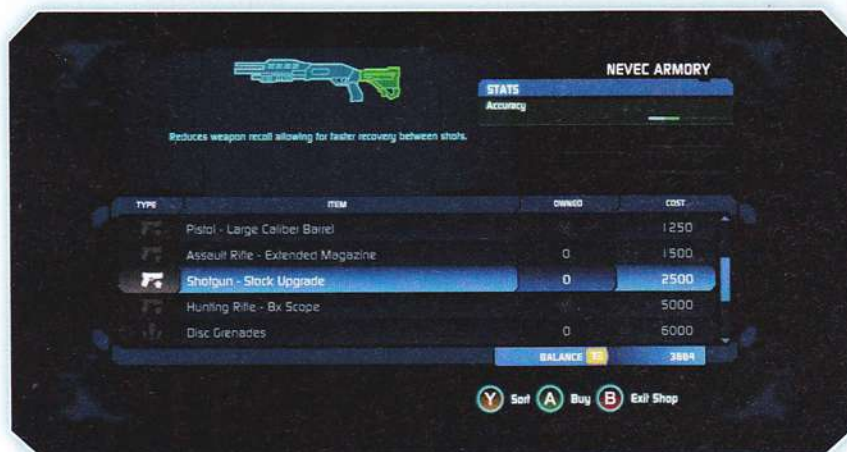 NEVEC ARMORY
STATS
Accuracy
Reduces weapon recoil allowing for faster recovery between shots.
TYPE ITEM OWNED COST
Pistol - Large Caliber Barrel 1250
Assault Rifle - Extended Magazine 0 1500
Shotgun - Stock Upgrade 0 2500
Hunting Rifle - 8x Scope 5000
Disc Grenades 0 6000
BALANCE 3884
Y Sort A Buy B Exit Shop